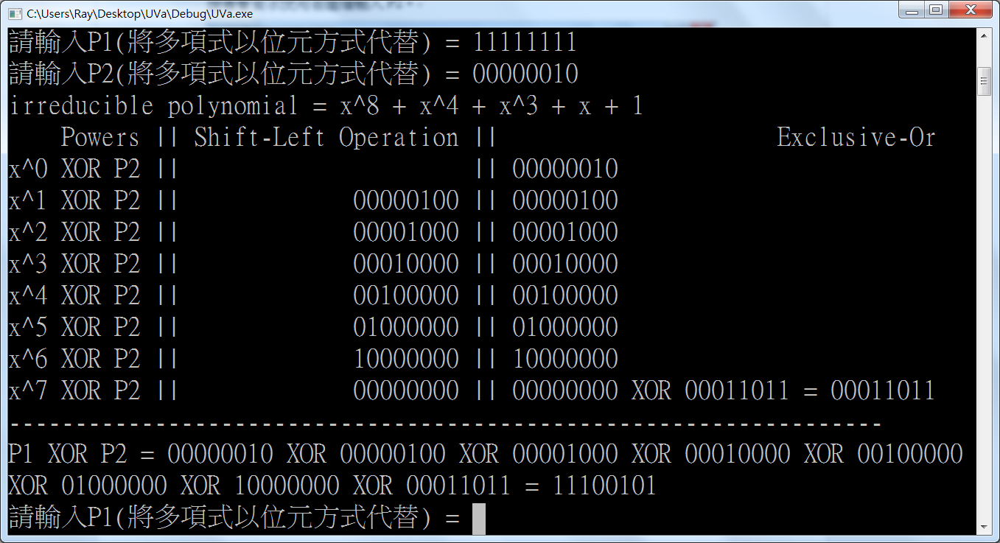 C:\Users\Ray\Desktop\UVa\Debug\UVa.exe
請輸入P1(將多項式以位元方式代替) = 11111111
請輸入P2(將多項式以位元方式代替) = 00000010
irreducible polynomial = x^8 + x^4 + x^3 + x + 1
Powers || Shift-Left Operation || Exclusive-Or
x^0 XOR P2 || || 00000010
x^1 XOR P2 || 00000100 || 00000100
x^2 XOR P2 || 00001000 || 00001000
x^3 XOR P2 || 00010000 || 00010000
x^4 XOR P2 || 00100000 || 00100000
x^5 XOR P2 || 01000000 || 01000000
x^6 XOR P2 || 10000000 || 10000000
x^7 XOR P2 || 00000000 || 00000000 XOR 00011011 = 00011011
------------------------------------------------------------------
P1 XOR P2 = 00000010 XOR 00000100 XOR 00001000 XOR 00010000 XOR 00100000
XOR 01000000 XOR 10000000 XOR 00011011 = 11100101
請輸入P1(將多項式以位元方式代替) =